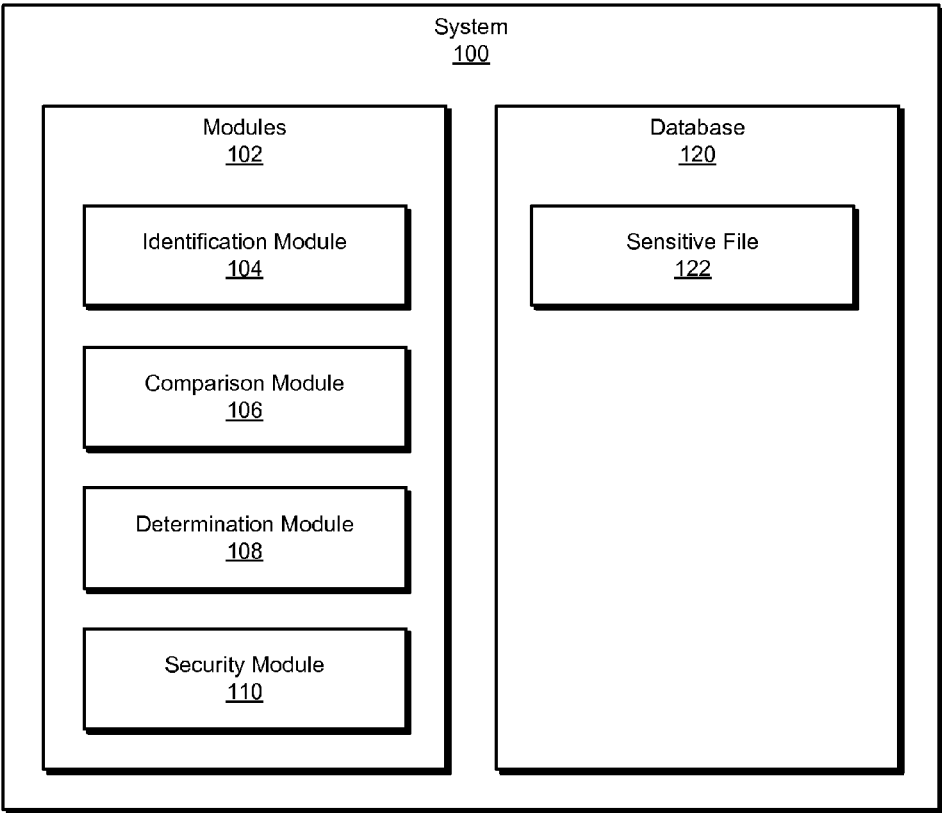 System
100
Modules
102
Identification Module
104
Comparison Module
106
Determination Module
108
Security Module
110
Database
120
Sensitive File
122